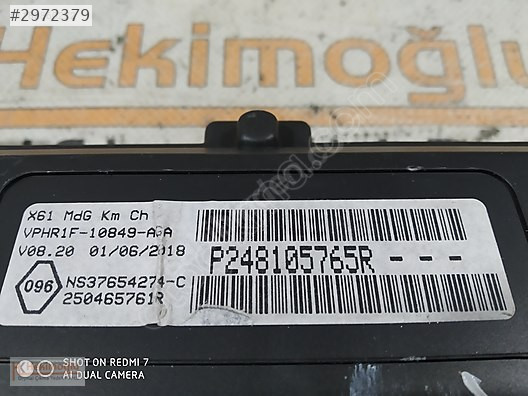 #2972379
Hekimoğlu
X61 MdG Km Ch
VPHR1F-10849-AGA
V08.20 01/06/2018
P248105765R - - -
096
NS37654274-C
250465761R
SHOT ON REDMI 7
AI DUAL CAMERA